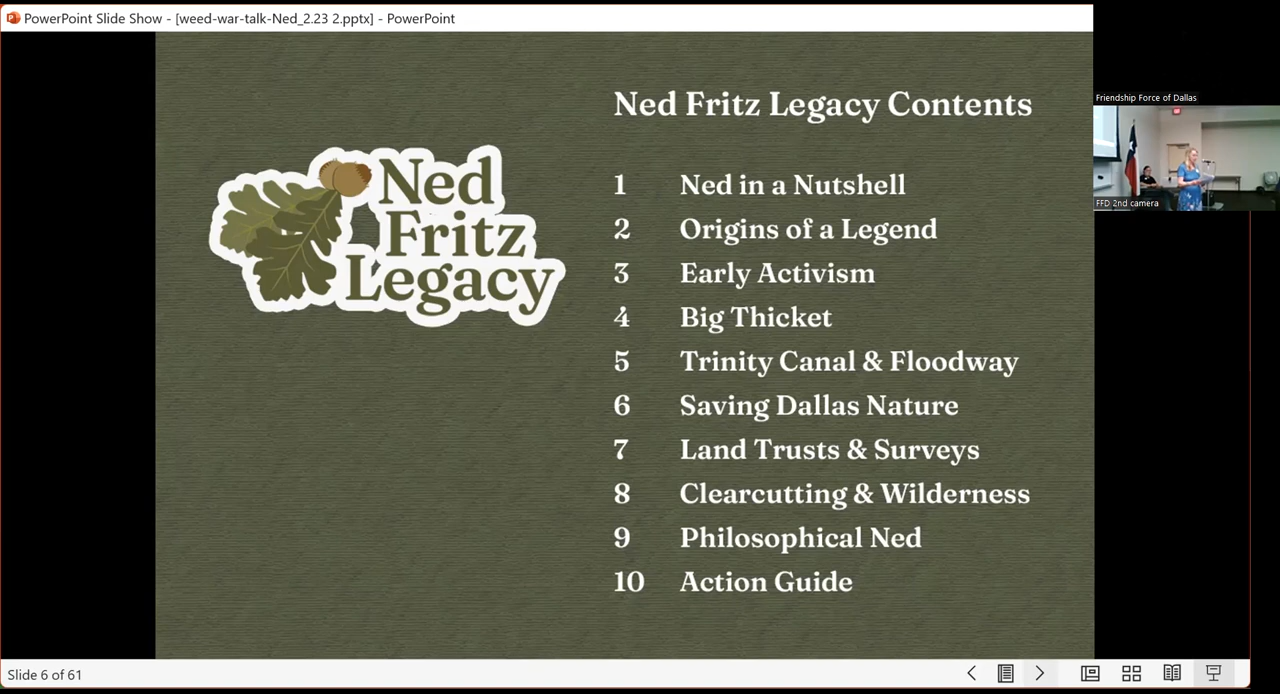 PowerPoint Slide Show - [weed-war-talk-Ned_2.23 2.pptx] - PowerPoint
Ned Fritz Legacy Contents
Ned
Fritz
Legacy
1 Ned in a Nutshell
2 Origins of a Legend
3 Early Activism
4 Big Thicket
5 Trinity Canal & Floodway
6 Saving Dallas Nature
7 Land Trusts & Surveys
8 Clearcutting & Wilderness
9 Philosophical Ned
10 Action Guide
Friendship Force of Dallas
FFD 2nd camera
Slide 6 of 61